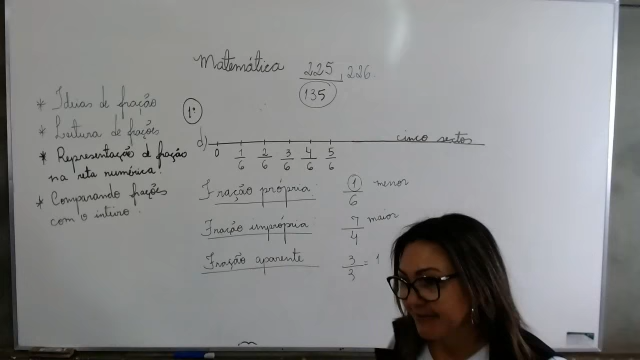 Matemática 225, 226.
135
* Ideias de fração
* Leitura de frações
* Representação de fração
na reta numérica.
* Comparando frações
com o inteiro.
1º
d) cinco sextos
0 1/6 2/6 3/6 4/6 5/6
Fração própria 1/6 menor
Fração imprópria 7/4 maior
Fração aparente 3/3 = 1